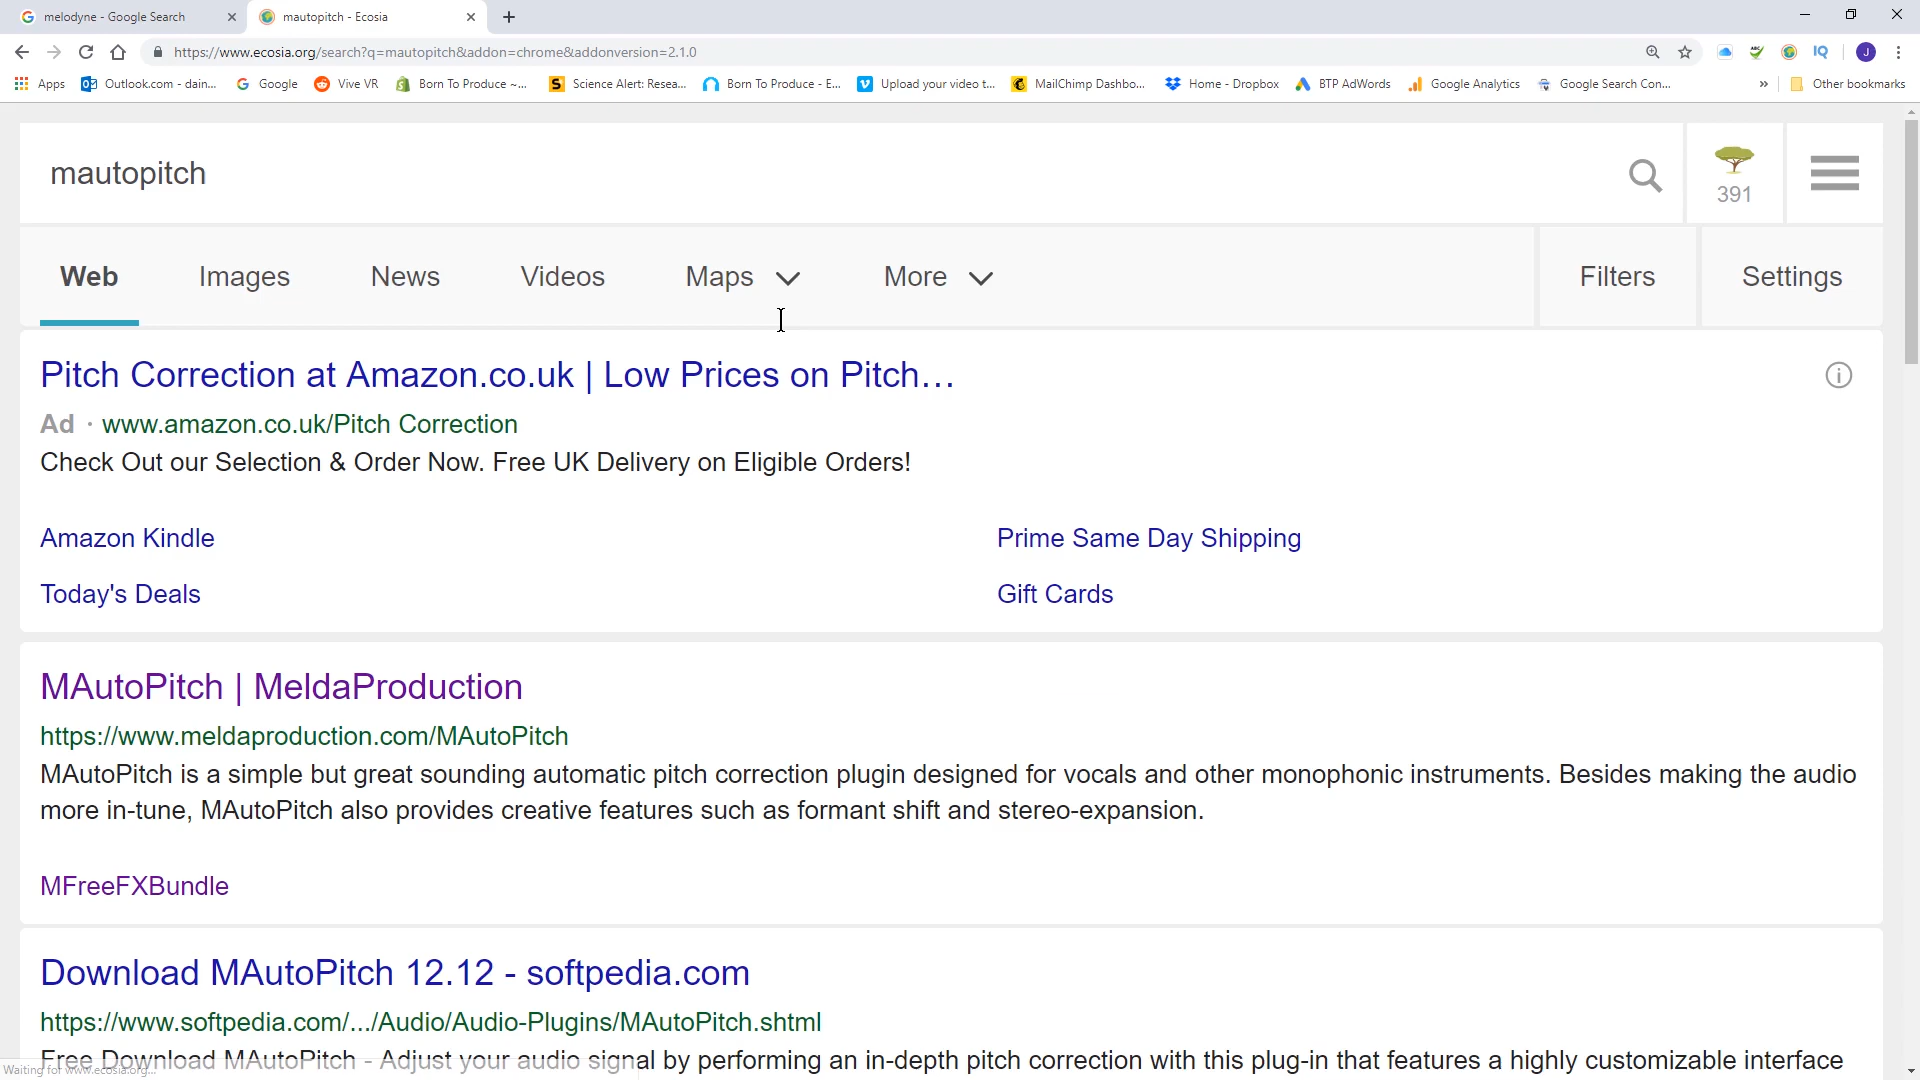 melodyne - Google Search
mautopitch - Ecosia
https://www.ecosia.org/search?q=mautopitch&addon=chrome&addonversion=2.1.0
Apps
Outlook.com - dain...
Google
Vive VR
Born To Produce ~...
Science Alert: Resea...
Born To Produce - E...
Upload your video t...
MailChimp Dashbo...
Home - Dropbox
BTP AdWords
Google Analytics
Google Search Con...
Other bookmarks
mautopitch
391
Web
Images
News
Videos
Maps
More
Filters
Settings
Pitch Correction at Amazon.co.uk | Low Prices on Pitch…
Ad · www.amazon.co.uk/Pitch Correction
Check Out our Selection & Order Now. Free UK Delivery on Eligible Orders!
Amazon Kindle
Prime Same Day Shipping
Today's Deals
Gift Cards
MAutoPitch | MeldaProduction
https://www.meldaproduction.com/MAutoPitch
MAutoPitch is a simple but great sounding automatic pitch correction plugin designed for vocals and other monophonic instruments. Besides making the audio
more in-tune, MAutoPitch also provides creative features such as formant shift and stereo-expansion.
MFreeFXBundle
Download MAutoPitch 12.12 - softpedia.com
https://www.softpedia.com/.../Audio/Audio-Plugins/MAutoPitch.shtml
Free Download MAutoPitch - Adjust your audio signal by performing an in-depth pitch correction with this plug-in that features a highly customizable interface
Waiting for www.ecosia.org...